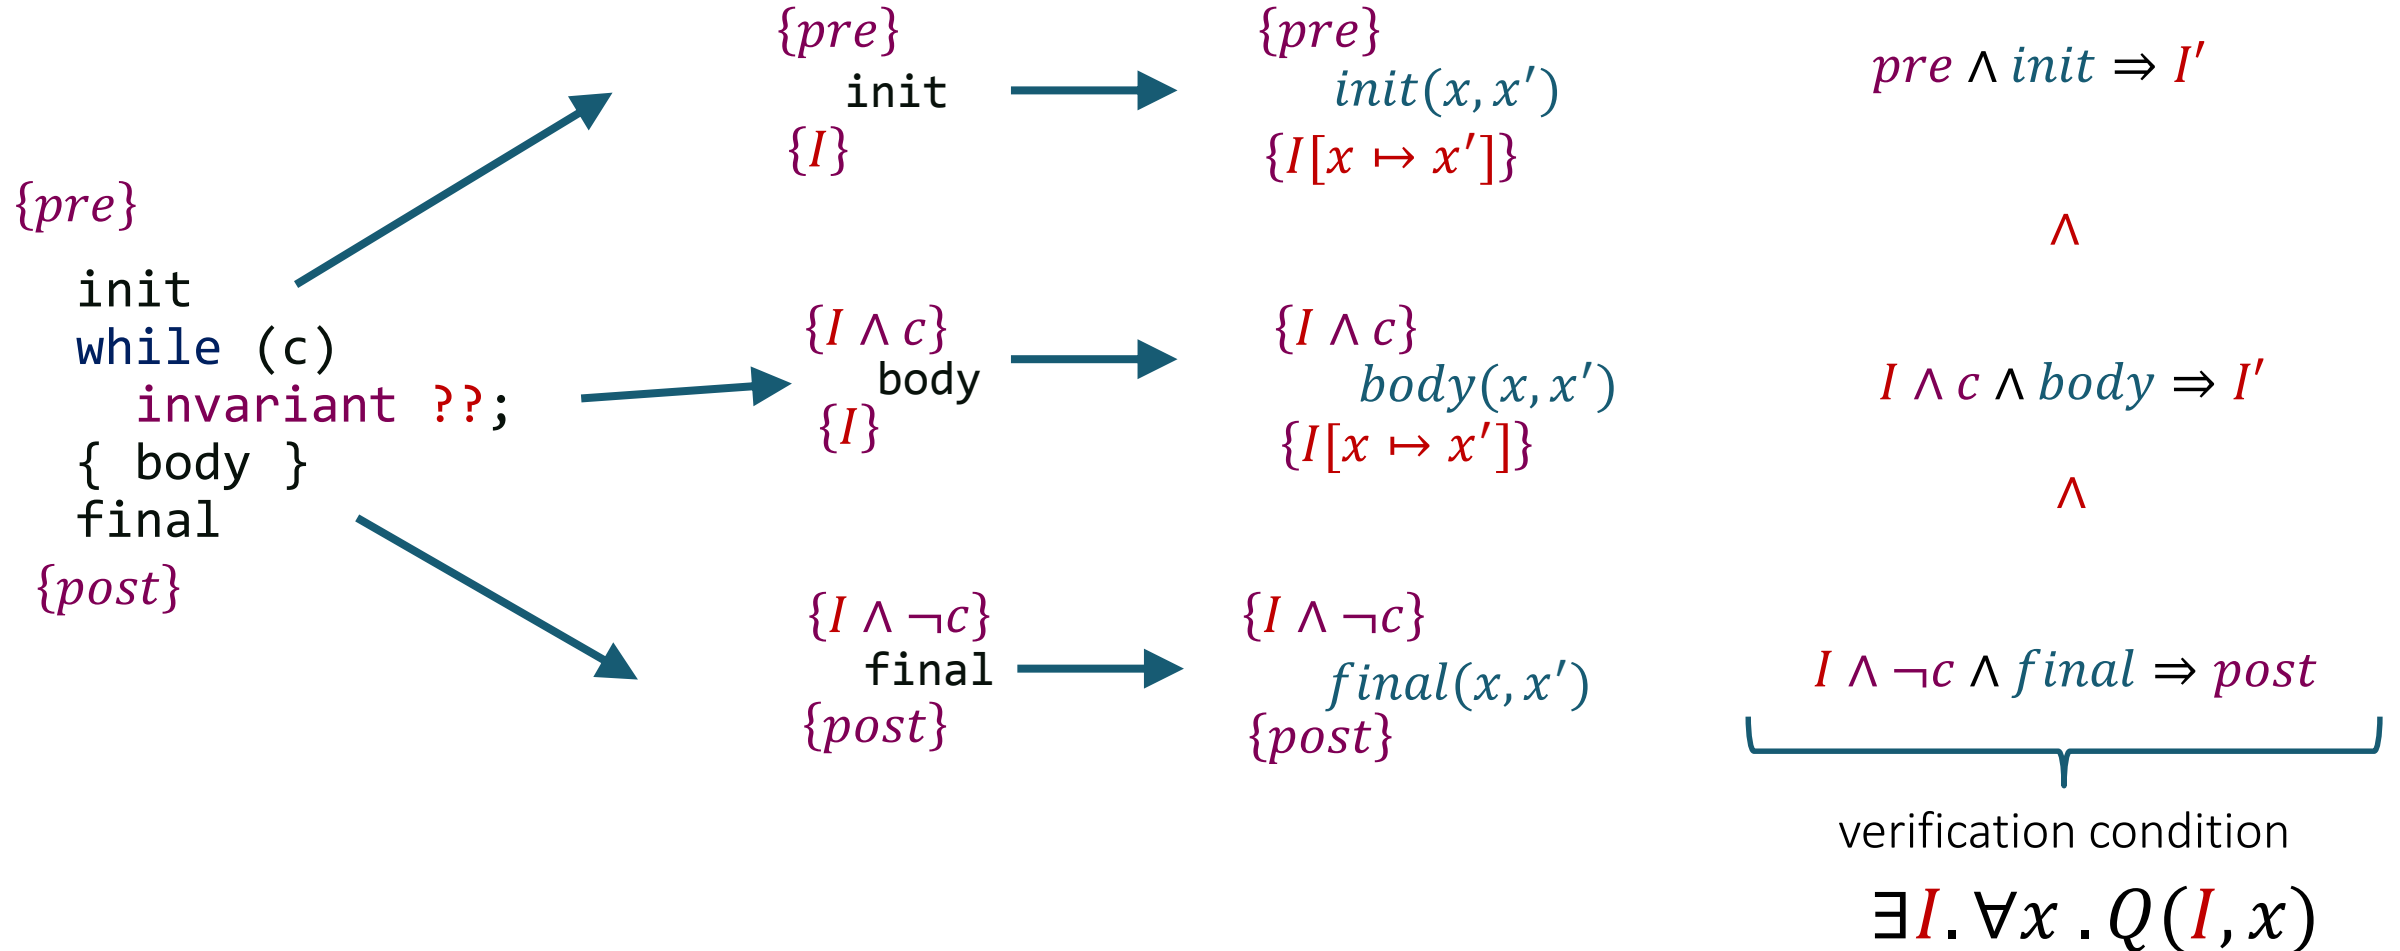 {pre}
init
while (c)
invariant ??;
{ body }
final
{post}
{pre}
init
{I}
{pre}
init(x, x′)
{I[x ↦ x′]}
pre ∧ init ⇒ I′
∧
{I ∧ c}
body
{I}
{I ∧ c}
body(x, x′)
{I[x ↦ x′]}
I ∧ c ∧ body ⇒ I′
∧
{I ∧ ¬c}
final
{post}
{I ∧ ¬c}
final(x, x′)
{post}
I ∧ ¬c ∧ final ⇒ post
verification condition
∃I. ∀x . Q(I, x)